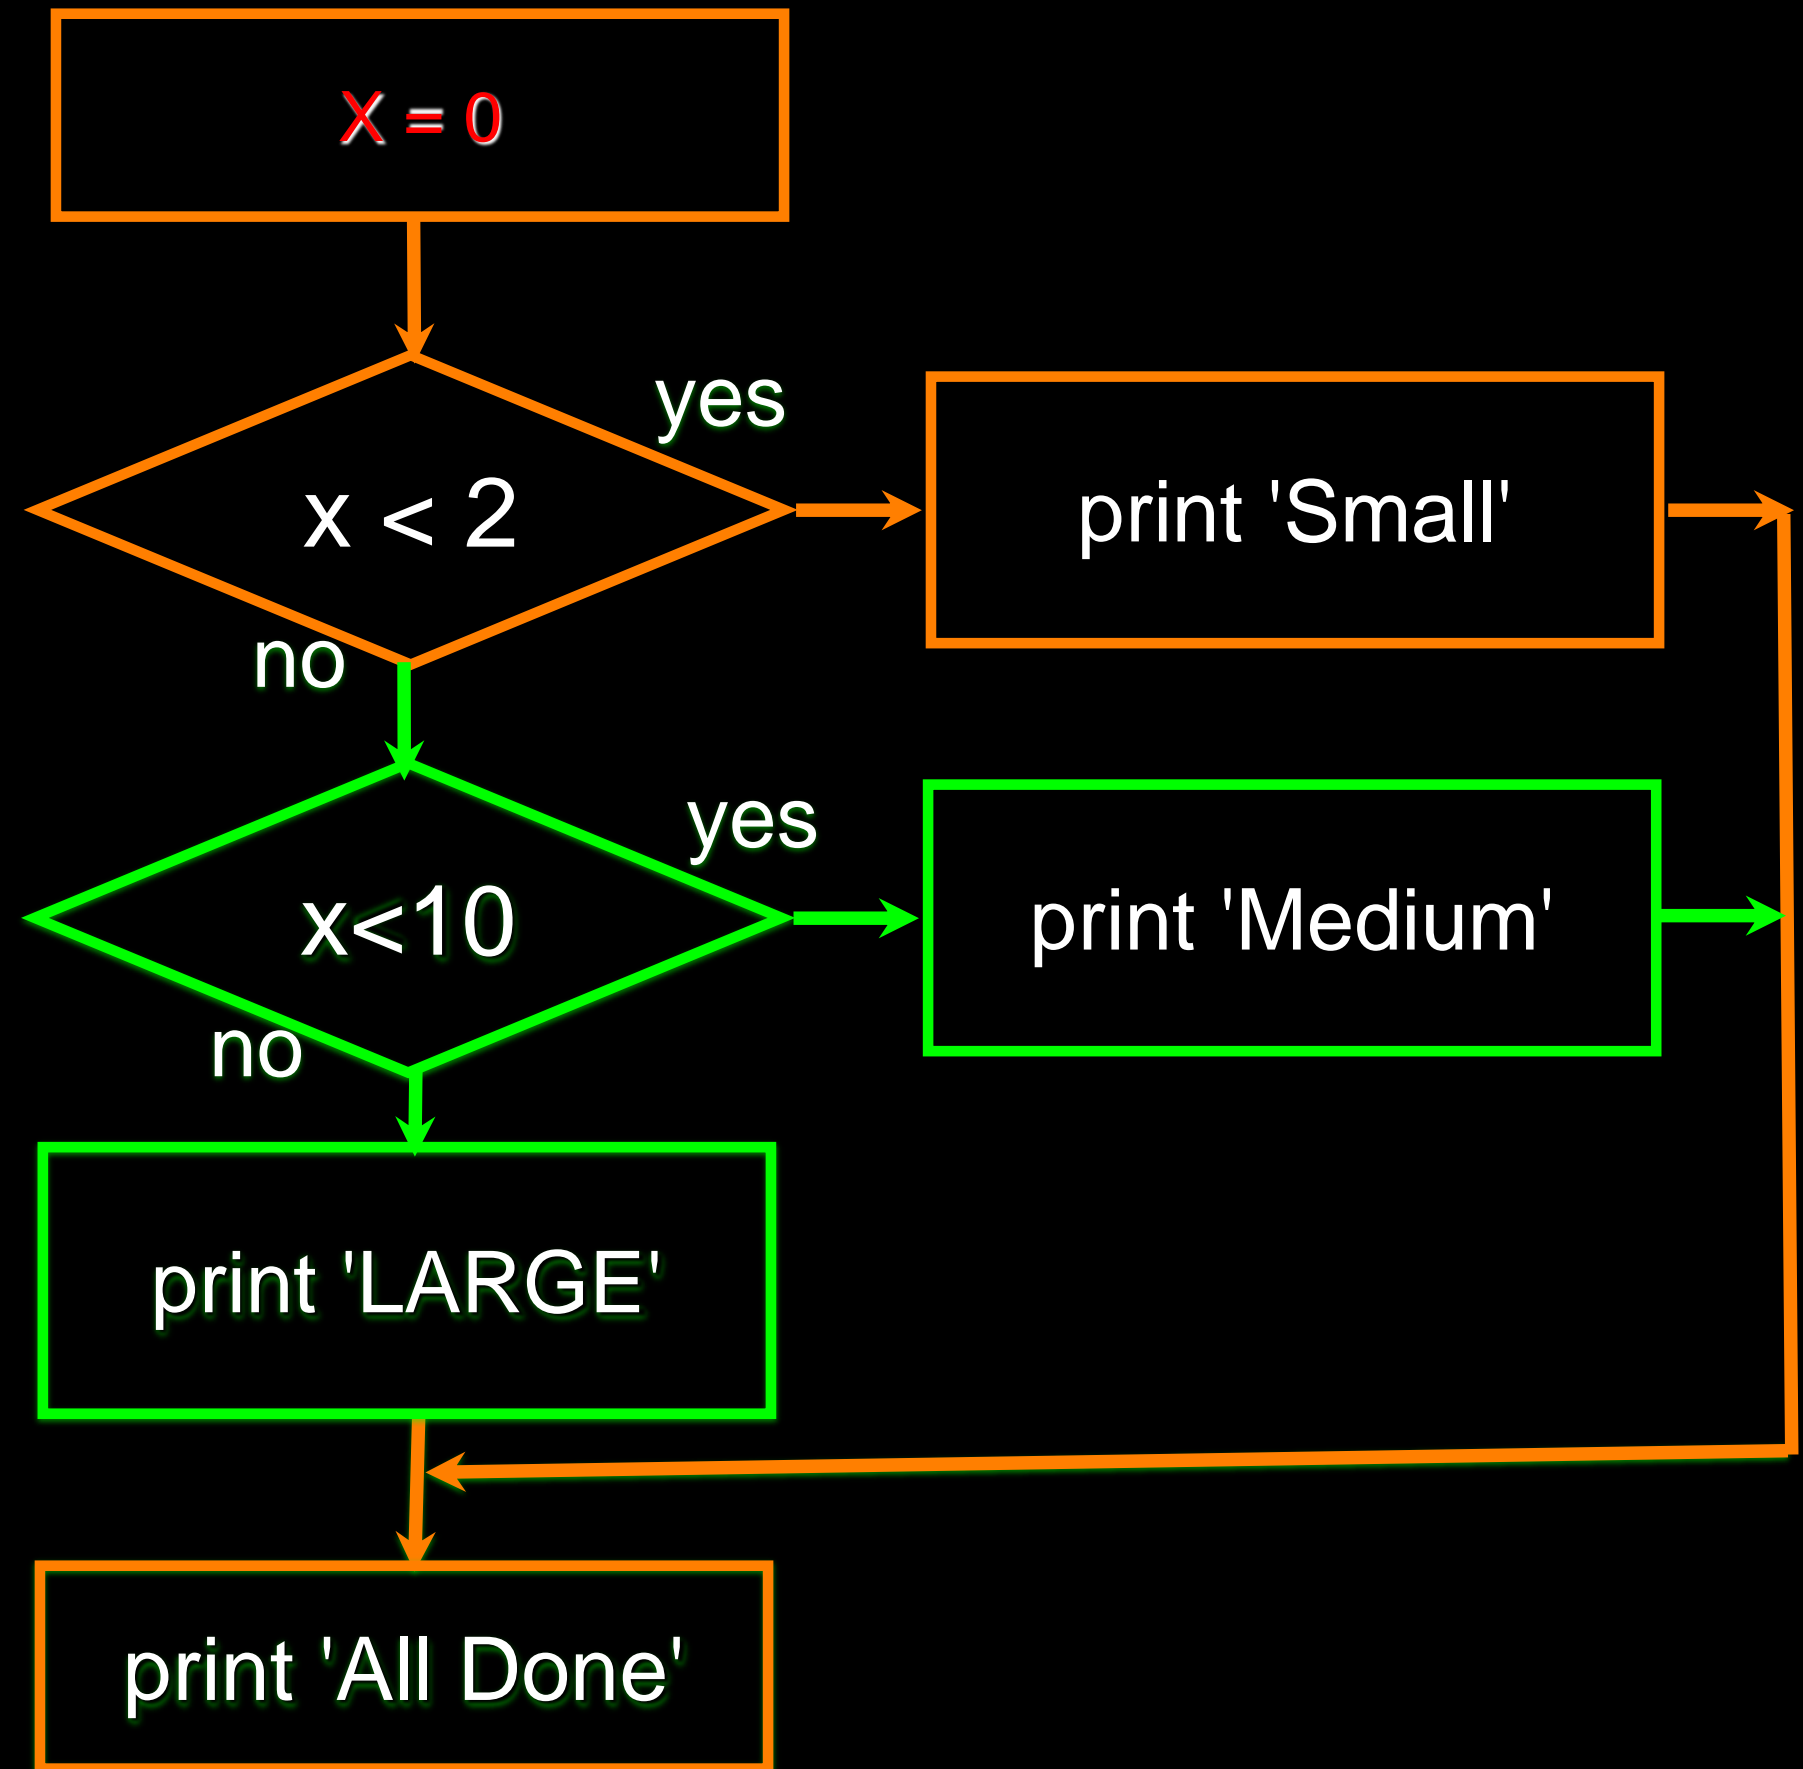 X = 0
yes
x < 2
print 'Small'
no
yes
x<10
print 'Medium'
no
print 'LARGE'
print 'All Done'